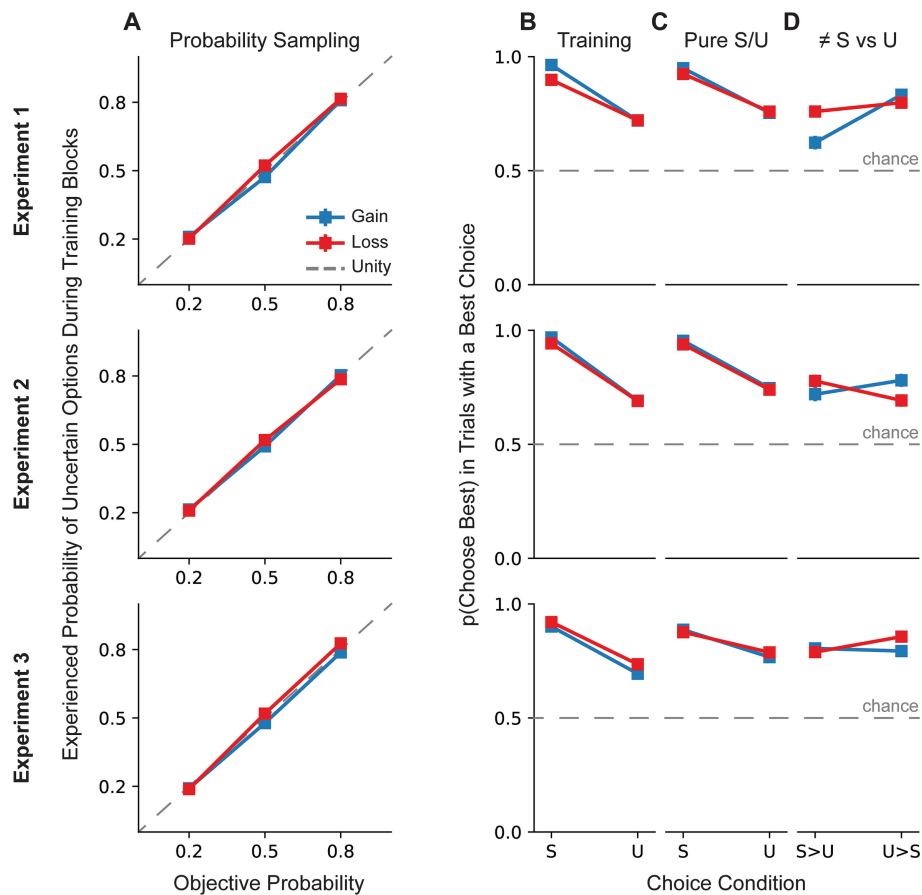 A
B
C
D
Probability Sampling
Training
Pure S/U
≠ S vs U
Experiment 1
Experiment 2
Experiment 3
Experienced Probability of Uncertain Options During Training Blocks
0.8
0.5
0.2
Gain
Loss
Unity
0.2 0.5 0.8
0.8
0.5
0.2
0.2 0.5 0.8
0.8
0.5
0.2
0.2 0.5 0.8
Objective Probability
p(Choose Best) in Trials with a Best Choice
1.0
0.5
0.0
chance
1.0
0.5
0.0
chance
1.0
0.5
0.0
chance
S U S U S>U U>S
Choice Condition